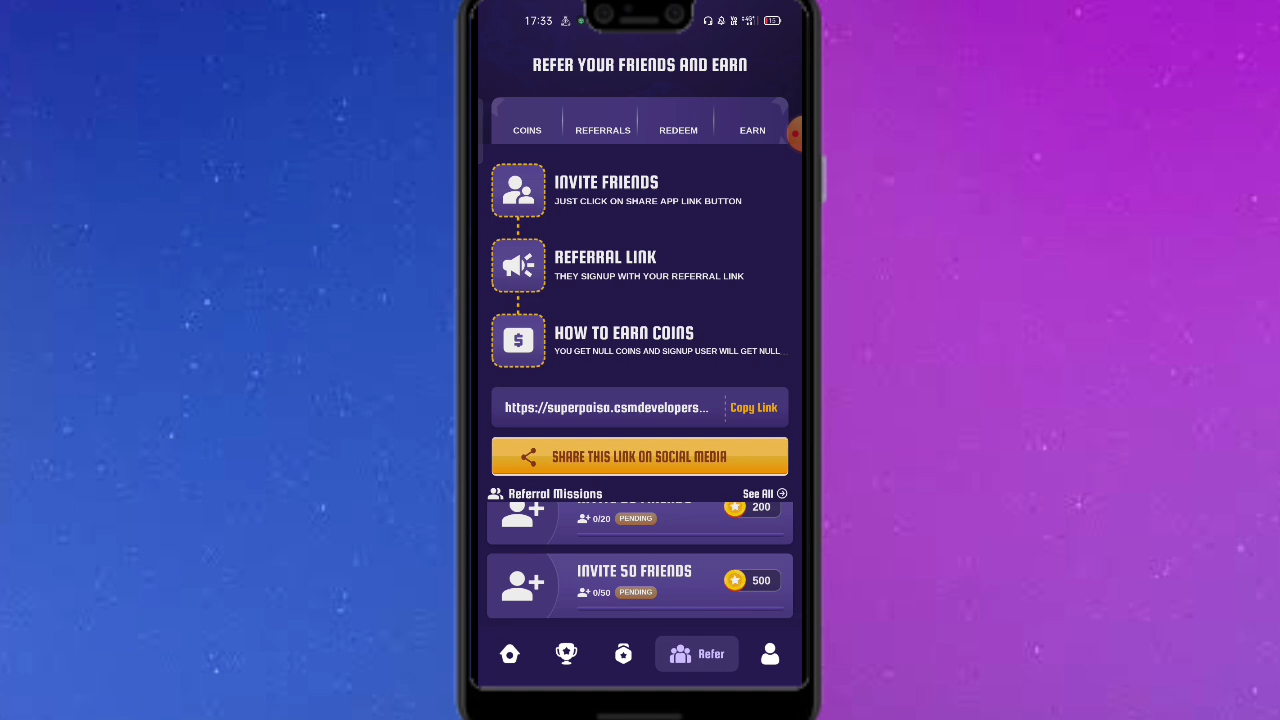 17:33
15
REFER YOUR FRIENDS AND EARN
COINS REFERRALS REDEEM EARN
INVITE FRIENDS
JUST CLICK ON SHARE APP LINK BUTTON
REFERRAL LINK
THEY SIGNUP WITH YOUR REFERRAL LINK
HOW TO EARN COINS
YOU GET NULL COINS AND SIGNUP USER WILL GET NULL...
https://superpaisa.csmdevelopers... Copy Link
SHARE THIS LINK ON SOCIAL MEDIA
Referral Missions See All
200
0/20 PENDING
INVITE 50 FRIENDS 500
0/50 PENDING
Refer